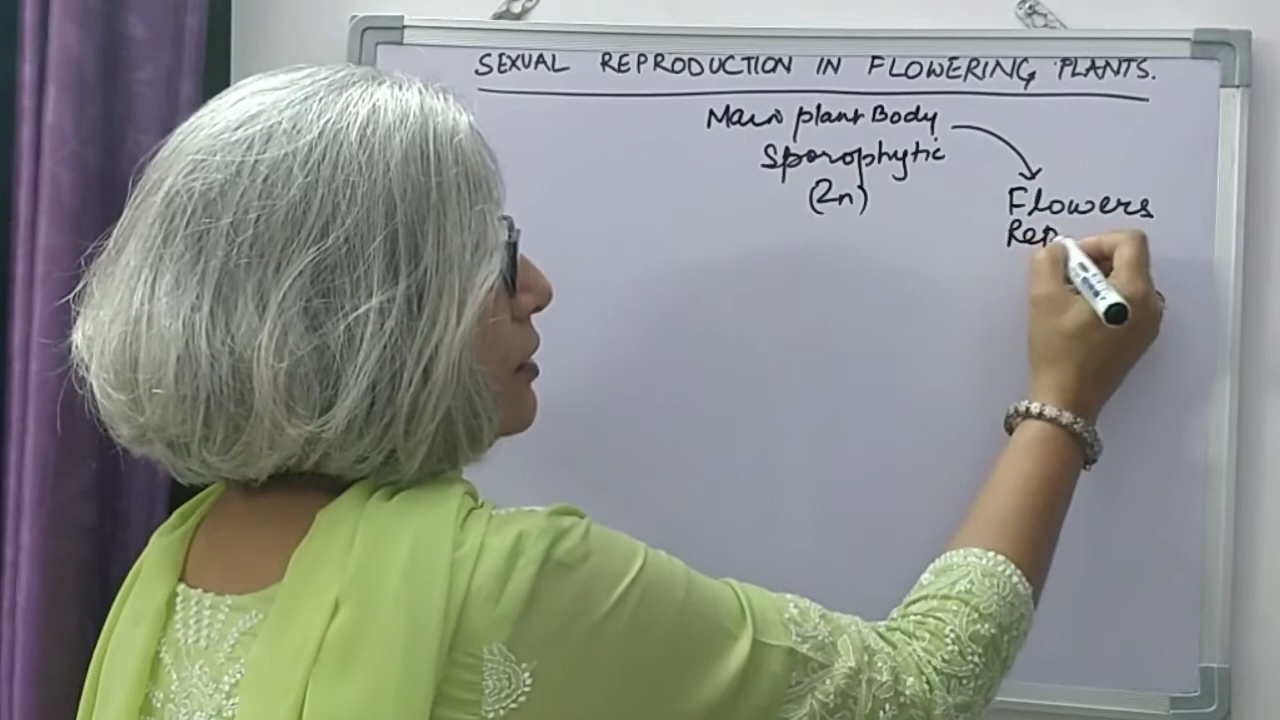 SEXUAL REPRODUCTION IN FLOWERING PLANTS.
Main plant Body
Sporophytic
(2n)
Flowers
Rep